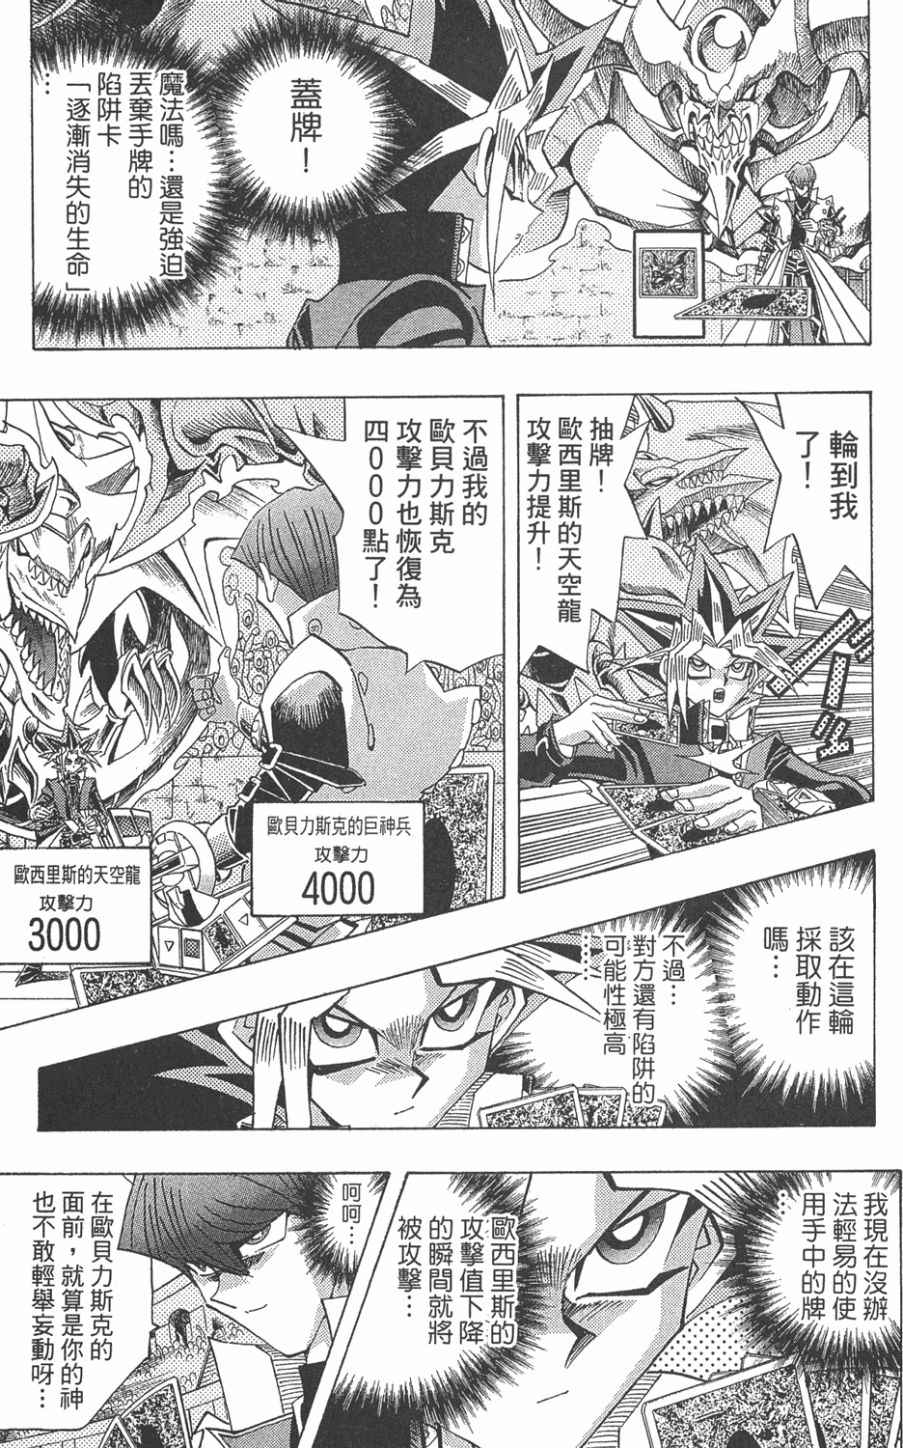 蓋牌！
魔法嗎…還是強迫
丟棄手牌的
陷阱卡
「逐漸消失的生命」
…
輪到我
了！
抽牌！
歐西里斯的天空龍
攻擊力提升！
不過我的
歐貝力斯克
攻擊力也恢復為
四000點了！
歐貝力斯克的巨神兵
攻擊力
4000
歐西里斯的天空龍
攻擊力
3000
該在這輪
採取動作
嗎…
不過…
對方還有陷阱的
可能性極高
……
我現在沒辦
法輕易的使
用手中的牌
…
歐西里斯的
攻擊值下降
的瞬間就將
被攻擊…
呵呵…
在歐貝力斯克的
面前，就算是你的神
也不敢輕舉妄動呀…